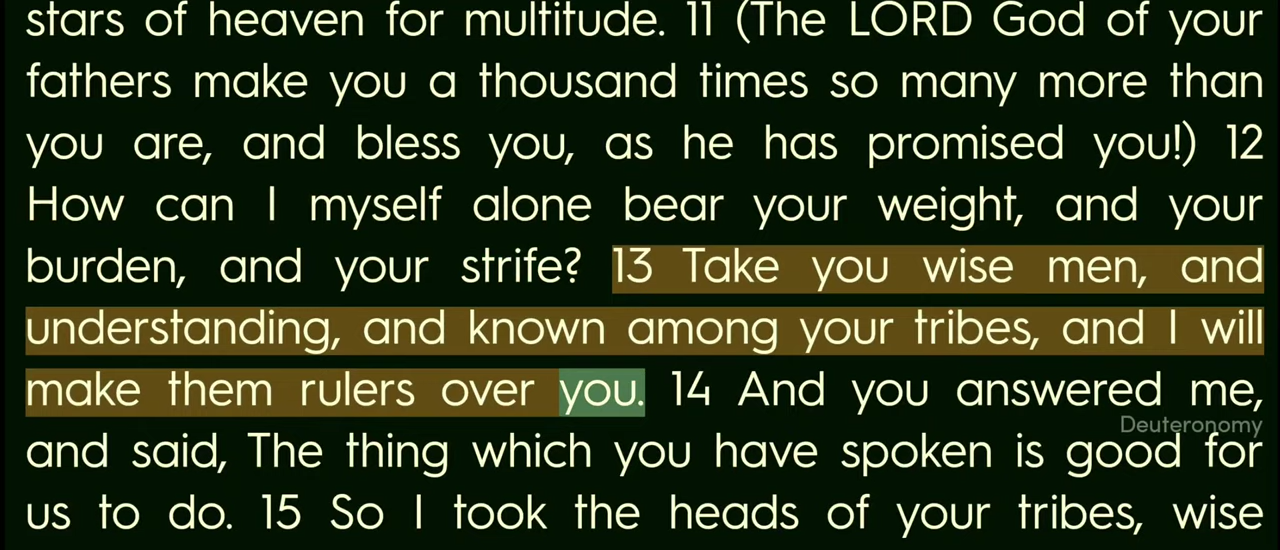 stars of heaven for multitude. 11 (The LORD God of your
fathers make you a thousand times so many more than
you are, and bless you, as he has promised you!) 12
How can I myself alone bear your weight, and your
burden, and your strife? 13 Take you wise men, and
understanding, and known among your tribes, and I will
make them rulers over you. 14 And you answered me,
Deuteronomy
and said, The thing which you have spoken is good for
us to do. 15 So I took the heads of your tribes, wise